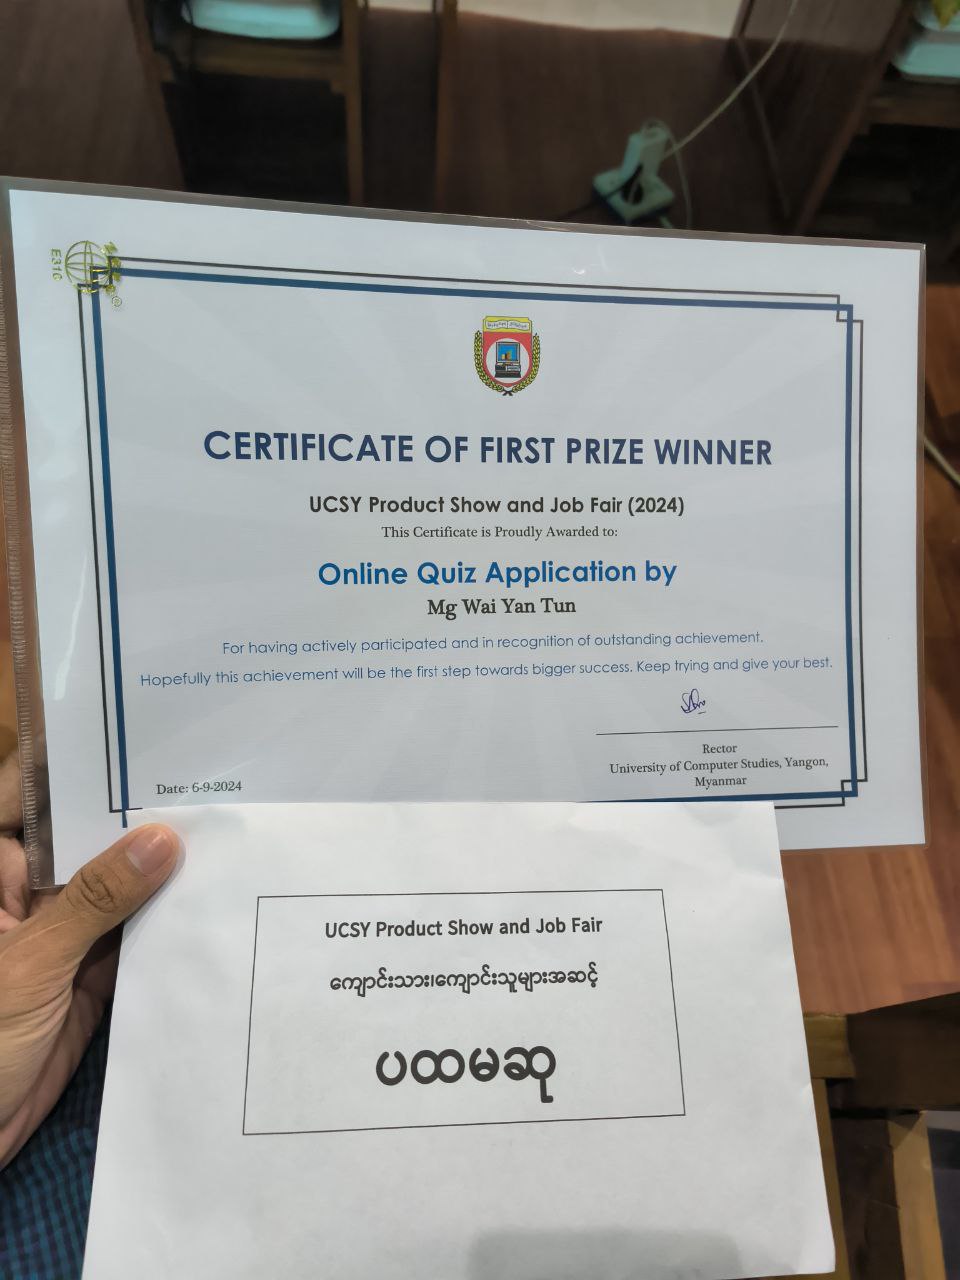 E316
CERTIFICATE OF FIRST PRIZE WINNER
UCSY Product Show and Job Fair (2024)
This Certificate is Proudly Awarded to:
Online Quiz Application by
Mg Wai Yan Tun
For having actively participated and in recognition of outstanding achievement.
Hopefully this achievement will be the first step towards bigger success. Keep trying and give your best.
Rector
University of Computer Studies, Yangon,
Myanmar
Date: 6-9-2024
UCSY Product Show and Job Fair
ကျောင်းသား၊ကျောင်းသူများအဆင့်
ပထမဆု